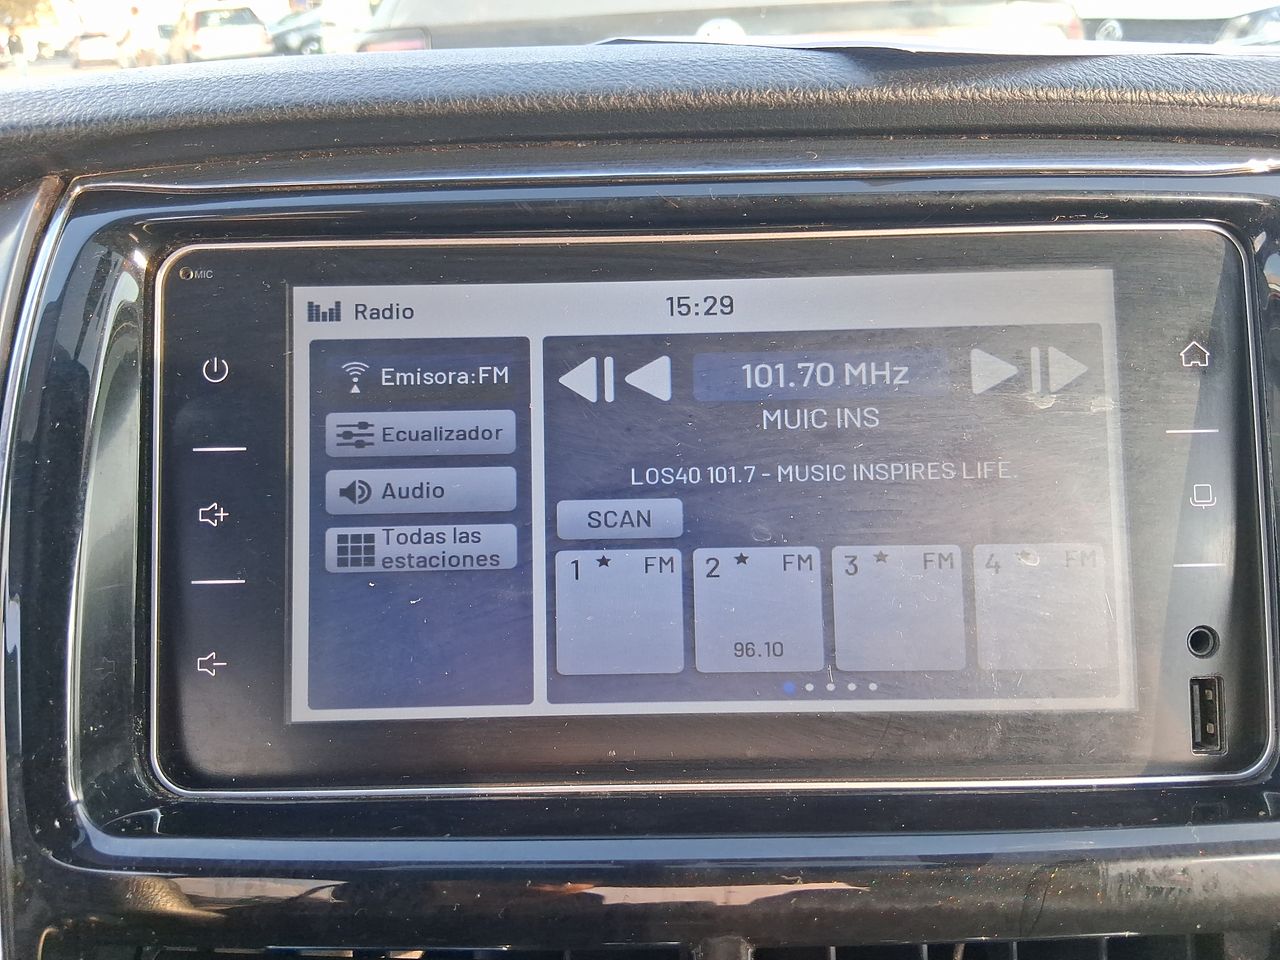 MIC
Radio
15:29
Emisora:FM
Ecualizador
Audio
Todas las
estaciones
101.70 MHz
MUIC INS
LOS40 101.7 - MUSIC INSPIRES LIFE.
SCAN
1 FM
2 FM
96.10
3 FM
4 FM